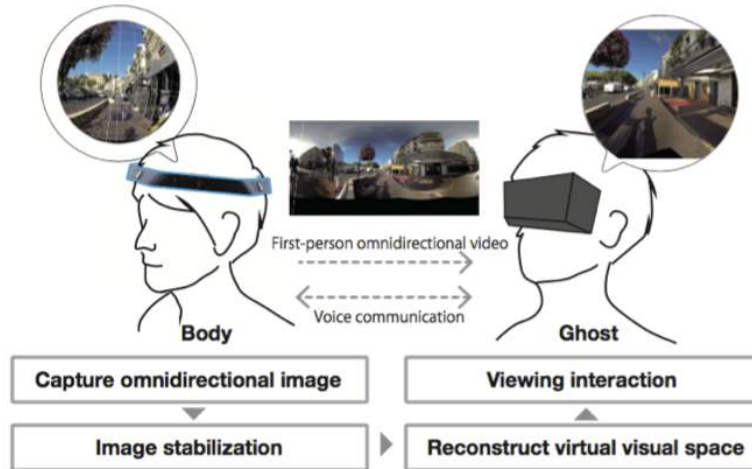 First-person omnidirectional video
Voice communication
Body
Ghost
Capture omnidirectional image
Viewing interaction
Image stabilization
Reconstruct virtual visual space